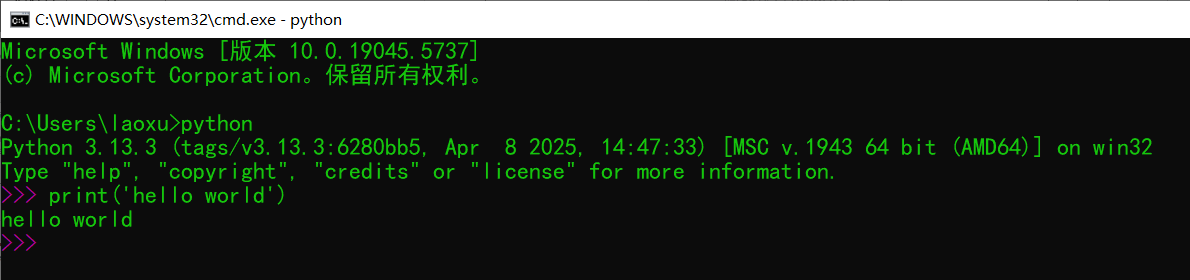 C:\WINDOWS\system32\cmd.exe - python
Microsoft Windows [版本 10.0.19045.5737]
(c) Microsoft Corporation。保留所有权利。
C:\Users\laoxu>python
Python 3.13.3 (tags/v3.13.3:6280bb5, Apr  8 2025, 14:47:33) [MSC v.1943 64 bit (AMD64)] on win32
Type "help", "copyright", "credits" or "license" for more information.
>>> print('hello world')
hello world
>>>